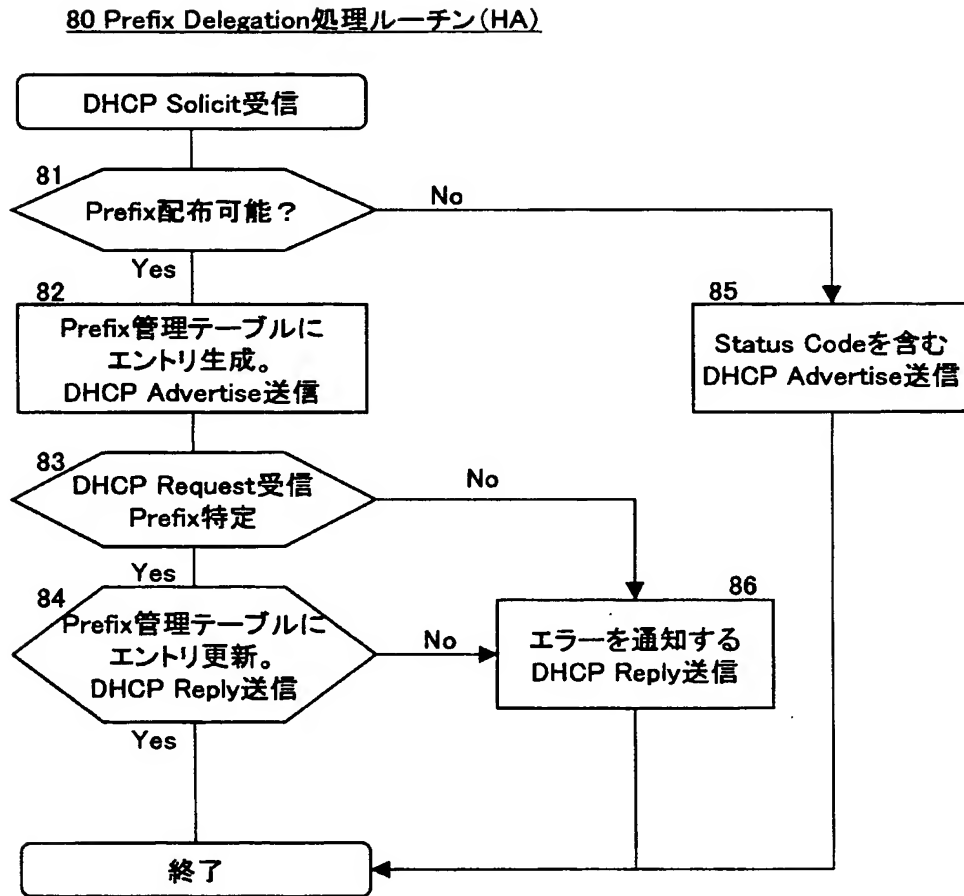 80 Prefix Delegation処理ルーチン(HA)
DHCP Solicit受信
81
Prefix配布可能？
No
Yes
82
Prefix管理テーブルに
エントリ生成。
DHCP Advertise送信
85
Status Codeを含む
DHCP Advertise送信
83
DHCP Request受信
Prefix特定
No
Yes
84
Prefix管理テーブルに
エントリ更新。
DHCP Reply送信
No
86
エラーを通知する
DHCP Reply送信
Yes
終了